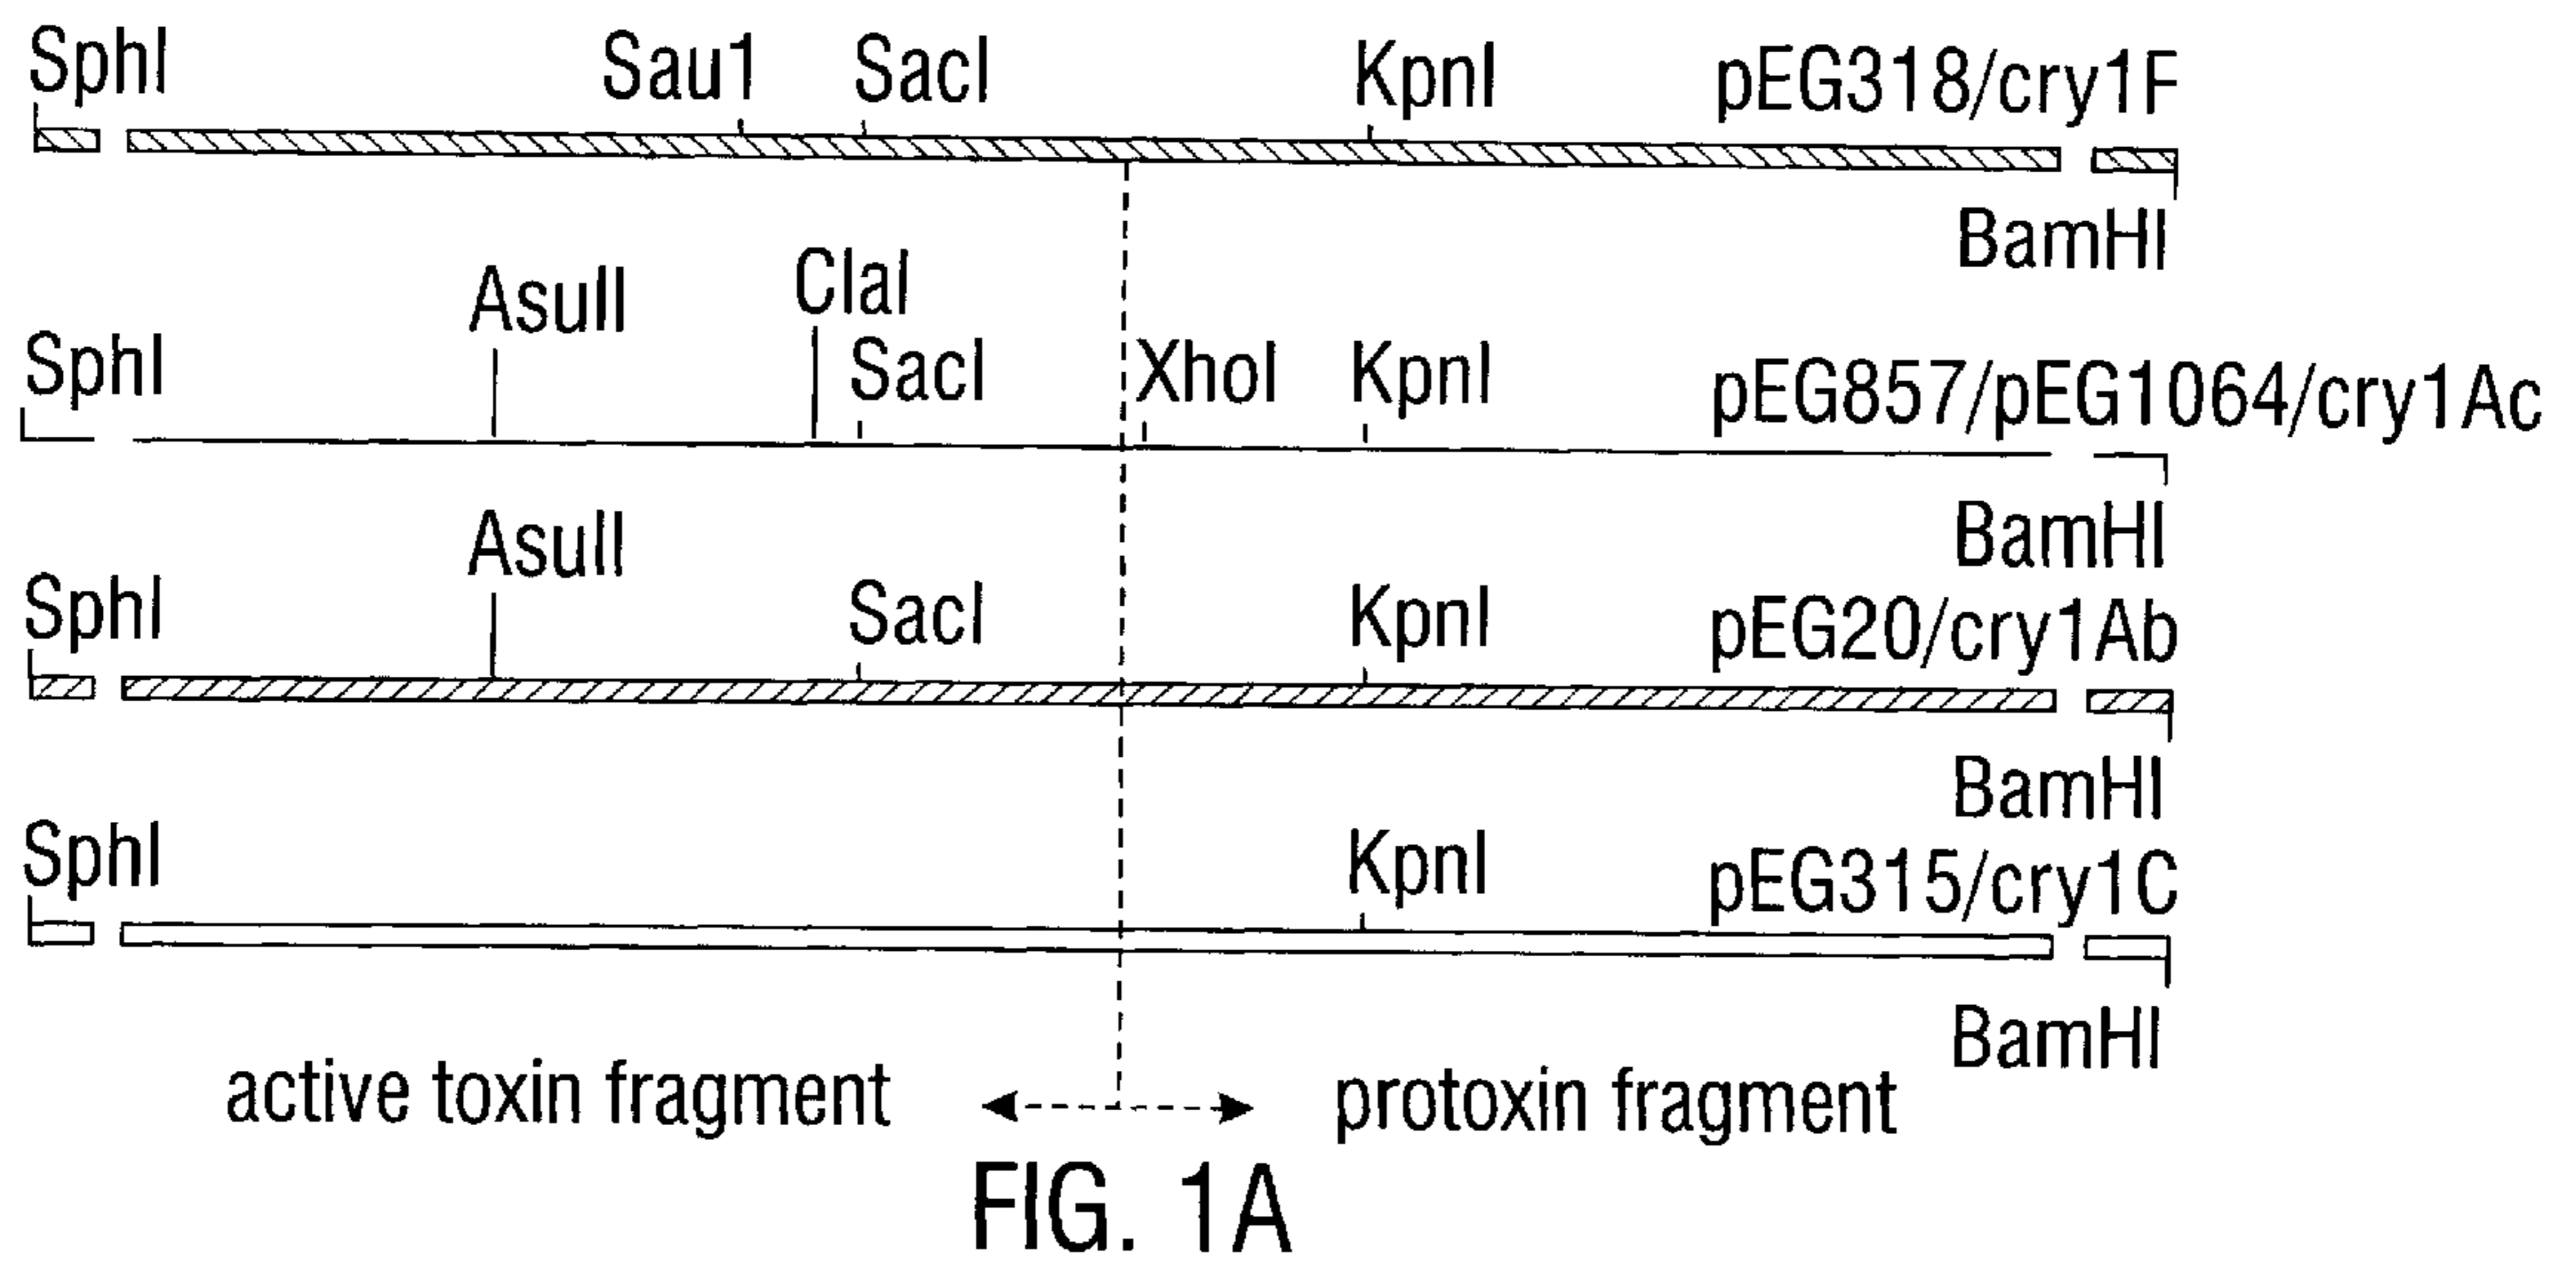 SphI Sau1 SacI KpnI pEG318/cry1F
BamHI
AsuII ClaI
SphI SacI XhoI KpnI pEG857/pEG1064/cry1Ac
BamHI
AsuII
SphI SacI KpnI pEG20/cry1Ab
BamHI
SphI KpnI pEG315/cry1C
BamHI
active toxin fragment protoxin fragment
FIG. 1A